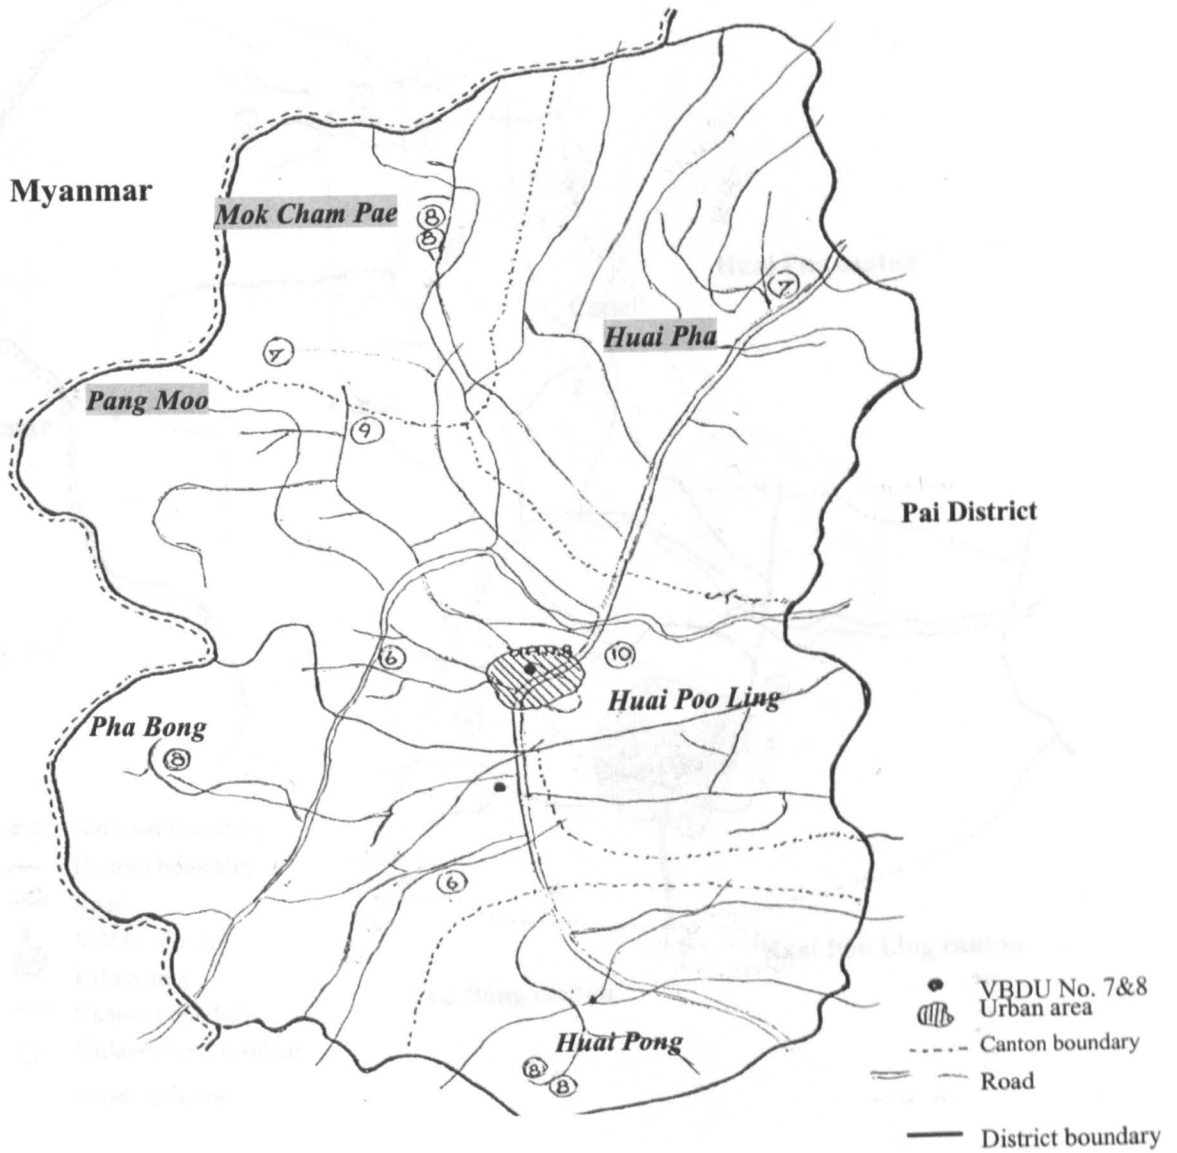 Myanmar
Mok Cham Pae
8
8
7
Huai Pha
7
Pang Moo
9
Pai District
6
10
Huai Poo Ling
Pha Bong
8
6
Huai Pong
8
8
VBDU No. 7&8
Urban area
Canton boundary
Road
District boundary